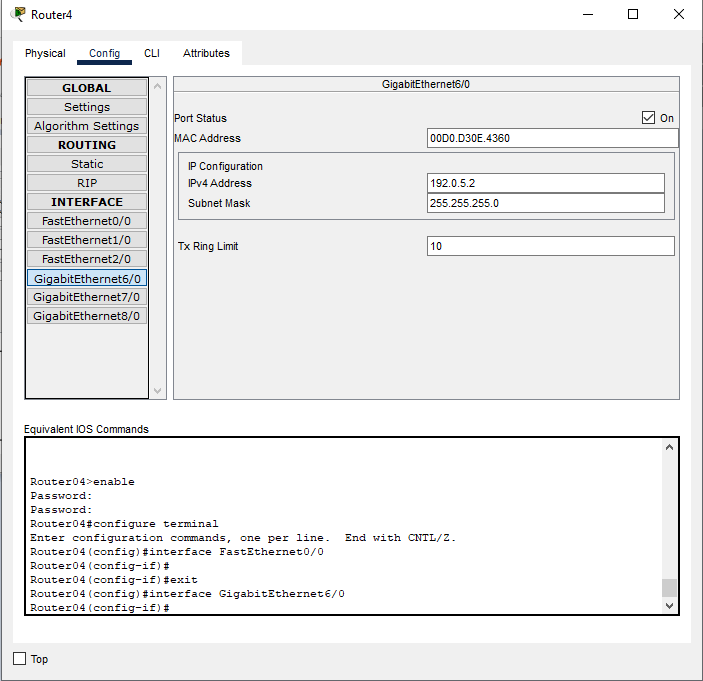 Router4
Physical Config CLI Attributes
GLOBAL
Settings
Algorithm Settings
ROUTING
Static
RIP
INTERFACE
FastEthernet0/0
FastEthernet1/0
FastEthernet2/0
GigabitEthernet6/0
GigabitEthernet7/0
GigabitEthernet8/0
GigabitEthernet6/0
Port Status On
MAC Address 00D0.D30E.4360
IP Configuration
IPv4 Address 192.0.5.2
Subnet Mask 255.255.255.0
Tx Ring Limit 10
Equivalent IOS Commands
Router04>enable
Password:
Password:
Router04#configure terminal
Enter configuration commands, one per line. End with CNTL/Z.
Router04(config)#interface FastEthernet0/0
Router04(config-if)#
Router04(config-if)#exit
Router04(config)#interface GigabitEthernet6/0
Router04(config-if)#
Top